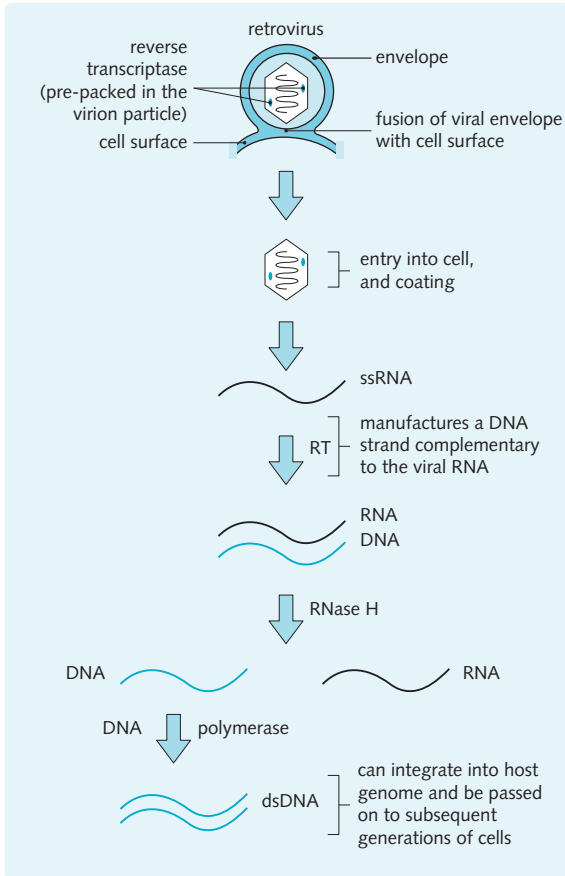 retrovirus
reverse
transcriptase
(pre-packed in the
virion particle)
envelope
cell surface
fusion of viral envelope
with cell surface
entry into cell,
and coating
ssRNA
RT
manufactures a DNA
strand complementary
to the viral RNA
RNA
DNA
RNase H
DNA
RNA
DNA polymerase
dsDNA
can integrate into host
genome and be passed
on to subsequent
generations of cells